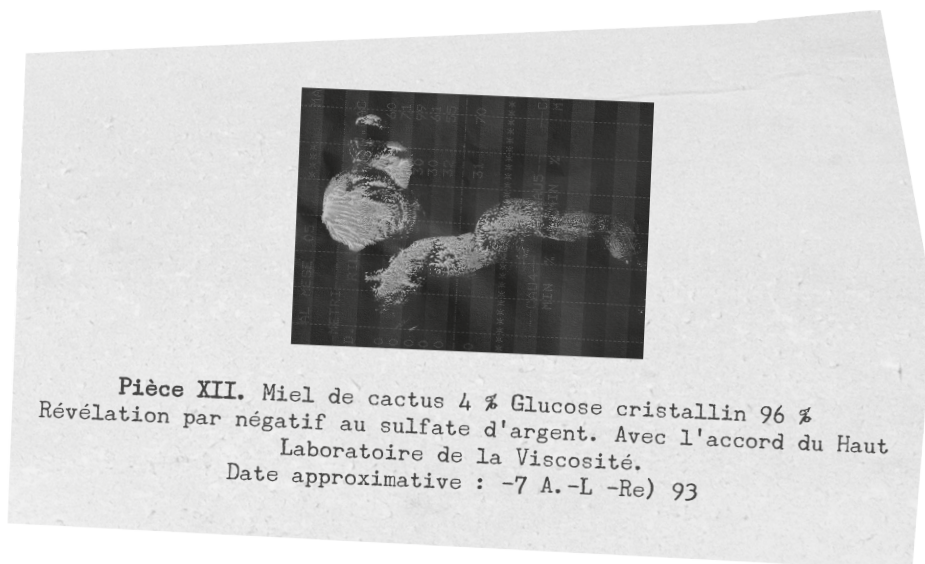 Pièce XII. Miel de cactus 4 % Glucose cristallin 96 %
Révélation par négatif au sulfate d'argent. Avec l'accord du Haut
Laboratoire de la Viscosité.
Date approximative : -7 A.-L -Re) 93